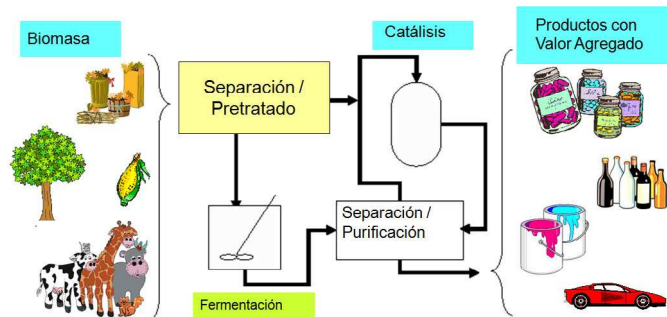 Biomasa
Catálisis
Productos con
Valor Agregado
Separación /
Pretratado
Separación /
Purificación
Fermentación